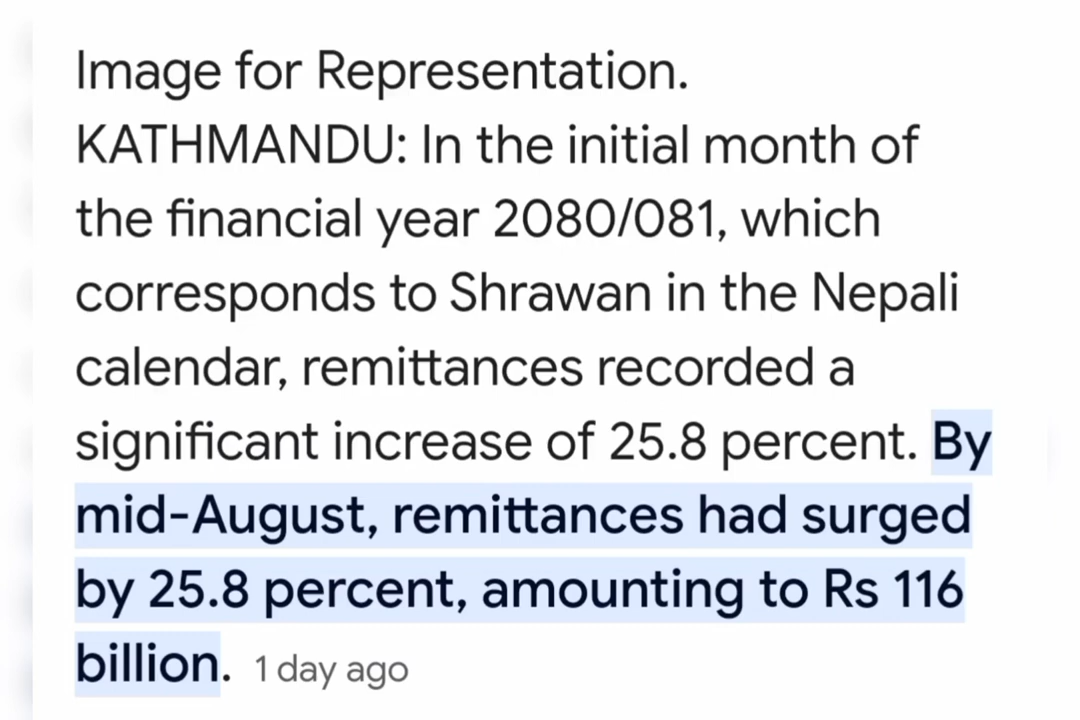 Image for Representation.
KATHMANDU: In the initial month of
the financial year 2080/081, which
corresponds to Shrawan in the Nepali
calendar, remittances recorded a
significant increase of 25.8 percent. By
mid-August, remittances had surged
by 25.8 percent, amounting to Rs 116
billion. 1 day ago